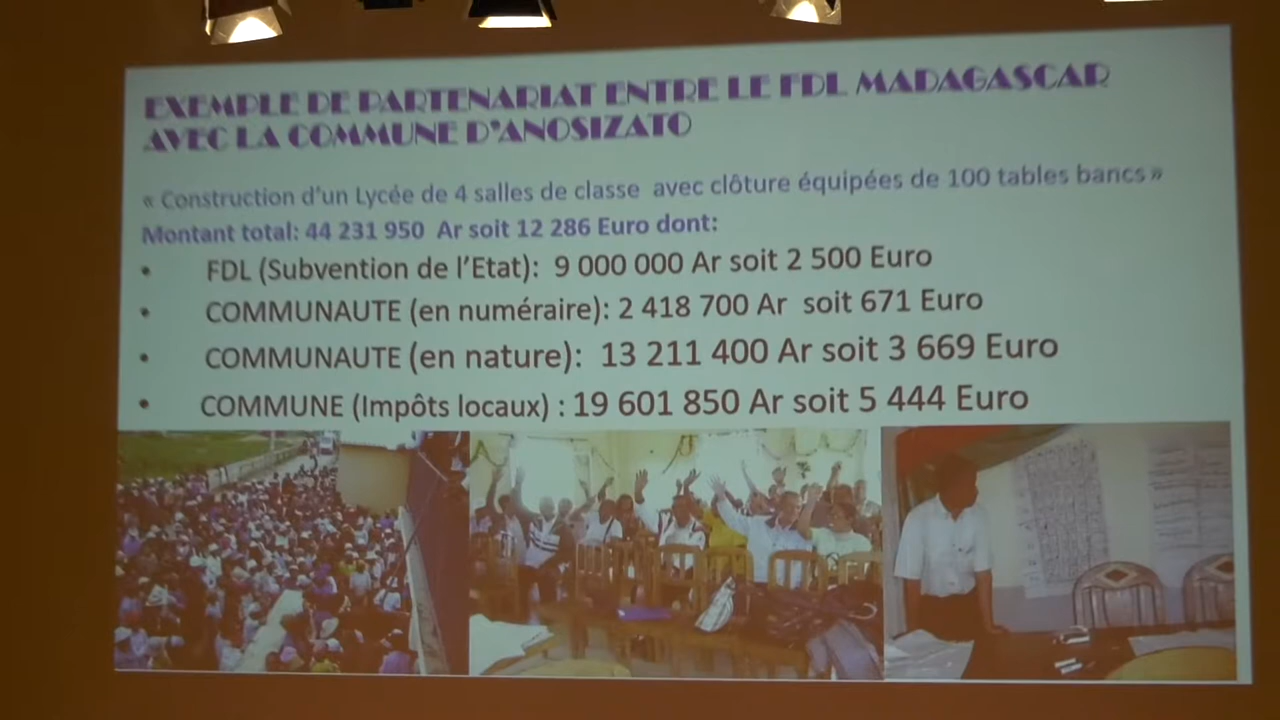 EXEMPLE DE PARTENARIAT ENTRE LE FDL MADAGASCAR
AVEC LA COMMUNE D'ANOSIZATO
« Construction d'un Lycée de 4 salles de classe avec clôture équipées de 100 tables bancs »
Montant total: 44 231 950 Ar soit 12 286 Euro dont:
• FDL (Subvention de l'Etat): 9 000 000 Ar soit 2 500 Euro
• COMMUNAUTE (en numéraire): 2 418 700 Ar soit 671 Euro
• COMMUNAUTE (en nature): 13 211 400 Ar soit 3 669 Euro
• COMMUNE (Impôts locaux) : 19 601 850 Ar soit 5 444 Euro